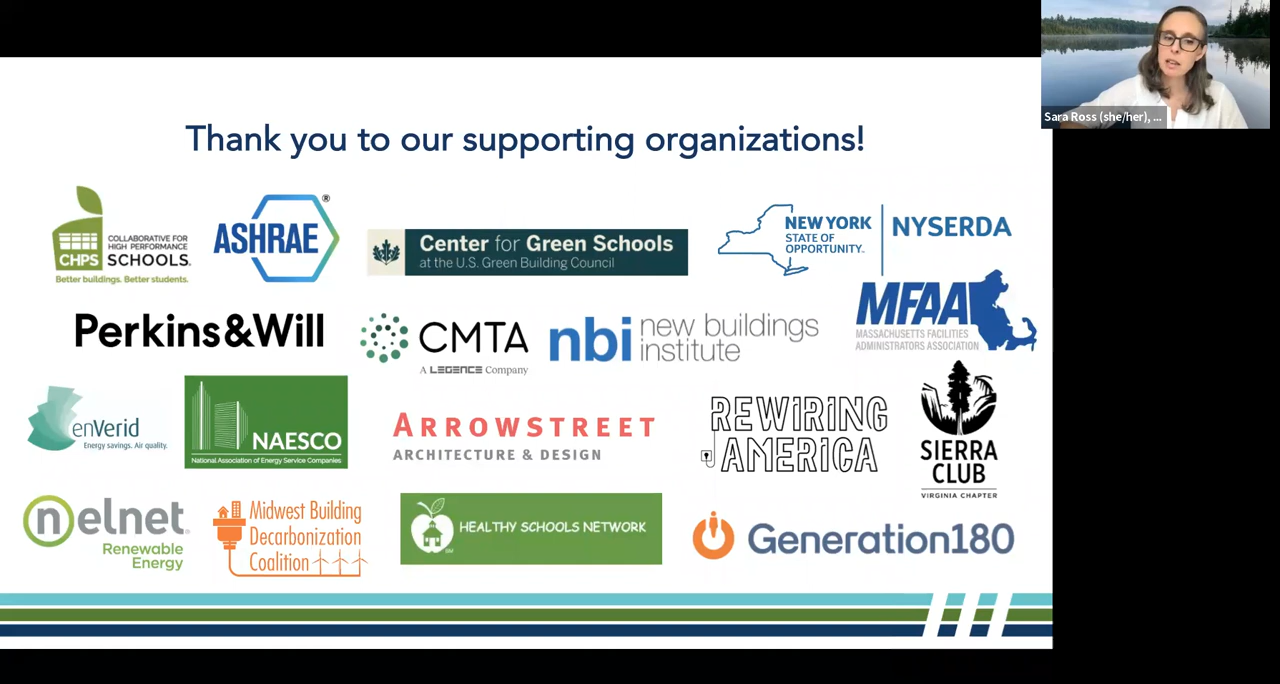 Sara Ross (she/her), ...
Thank you to our supporting organizations!
COLLABORATIVE FOR
HIGH PERFORMANCE
CHPS SCHOOLS.
Better buildings. Better students.
ASHRAE®
Center for Green Schools
at the U.S. Green Building Council
NEW YORK
STATE OF
OPPORTUNITY.
NYSERDA
Perkins&Will
CMTA
A LEGENCE Company
nbi new buildings
institute
MFAA
MASSACHUSETTS FACILITIES
ADMINISTRATORS ASSOCIATION
enVerid
Energy savings. Air quality.
NAESCO
National Association of Energy Service Companies
ARROWSTREET
ARCHITECTURE & DESIGN
REWIRING
AMERICA
SIERRA
CLUB
VIRGINIA CHAPTER
nelnet®
Renewable
Energy
Midwest Building
Decarbonization
Coalition
HEALTHY SCHOOLS NETWORK
SM
Generation180